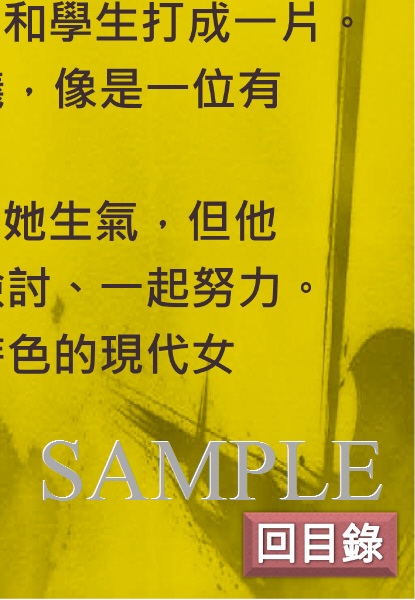 和學生打成一片。
，像是一位有
她生氣，但他
討、一起努力。
色的現代女
SAMPLE
回目錄